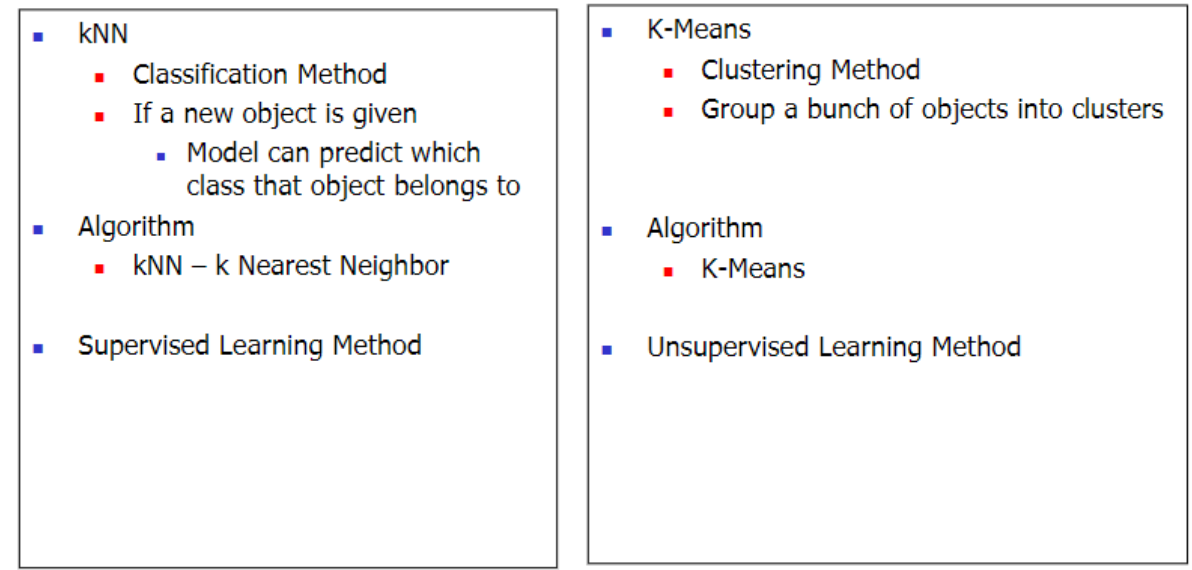 kNN
Classification Method
If a new object is given
Model can predict which
class that object belongs to
Algorithm
kNN – k Nearest Neighbor
Supervised Learning Method
K-Means
Clustering Method
Group a bunch of objects into clusters
Algorithm
K-Means
Unsupervised Learning Method